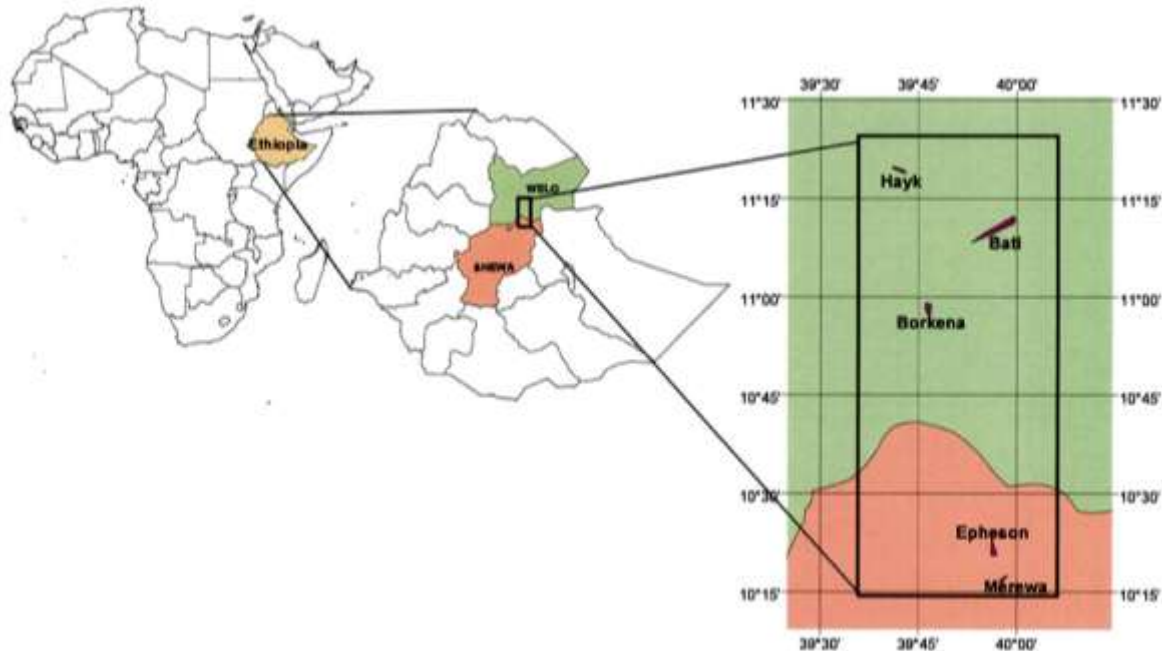 Ethiopia
WELO
SHEWA
39°30' 39°45' 40°00'
11°30' 11°30'
Hayk
11°15' 11°15'
Bati
11°00' 11°00'
Borkena
10°45' 10°45'
10°30' 10°30'
Epheson
Merewa
10°15' 10°15'
39°30' 39°45' 40°00'